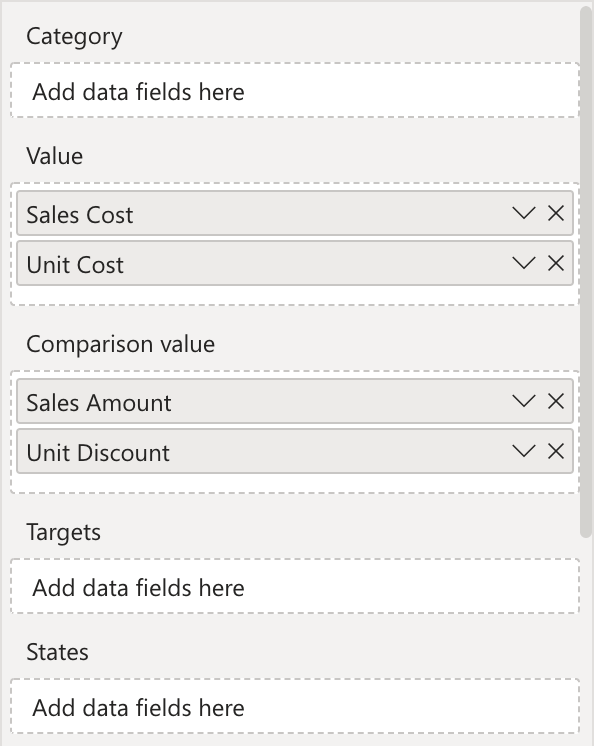 Category
Add data fields here
Value
Sales Cost
Unit Cost
Comparison value
Sales Amount
Unit Discount
Targets
Add data fields here
States
Add data fields here